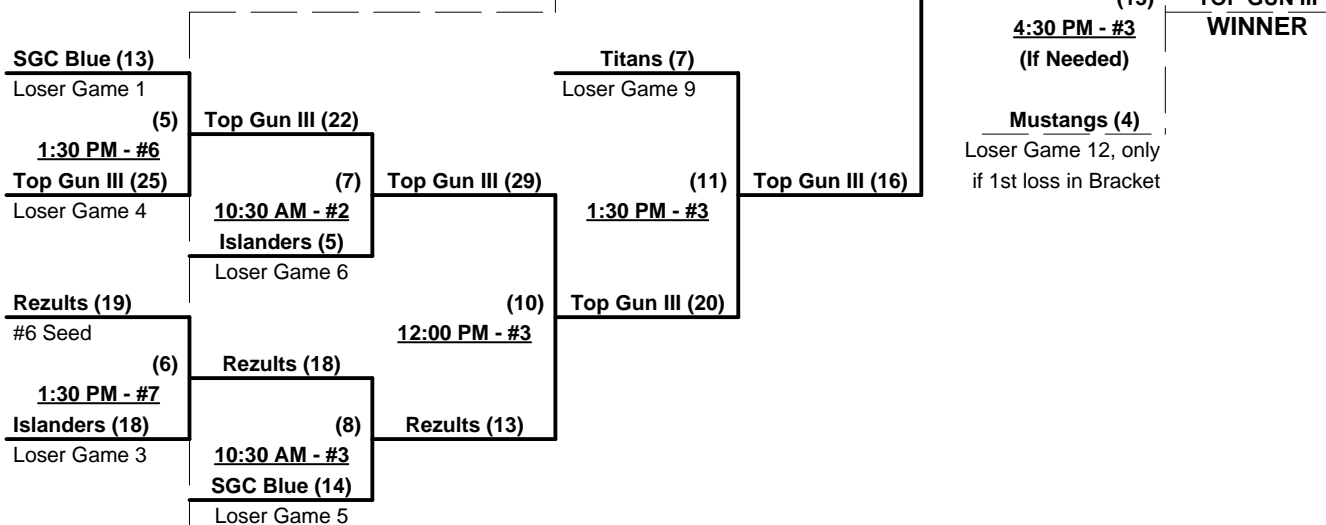 SGC Blue (13)
Loser Game 1
(5)
1:30 PM - #6
Top Gun III (25)
Loser Game 4
Top Gun III (22)
(7)
10:30 AM - #2
Islanders (5)
Loser Game 6
Top Gun III (29)
Rezults (19)
#6 Seed
(6)
1:30 PM - #7
Islanders (18)
Loser Game 3
Rezults (18)
(8)
10:30 AM - #3
SGC Blue (14)
Loser Game 5
Rezults (13)
(10)
12:00 PM - #3
Titans (7)
Loser Game 9
(11)
1:30 PM - #3
Top Gun III (20)
Top Gun III (16)
4:30 PM - #3
(If Needed)
Mustangs (4)
Loser Game 12, only
if 1st loss in Bracket
TOP GUN III
WINNER